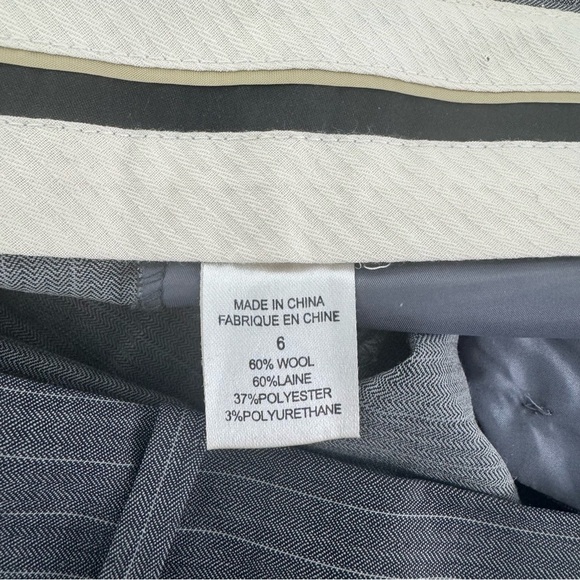 MADE IN CHINA
FABRIQUE EN CHINE
6
60% WOOL
60%LAINE
37%POLYESTER
3%POLYURETHANE